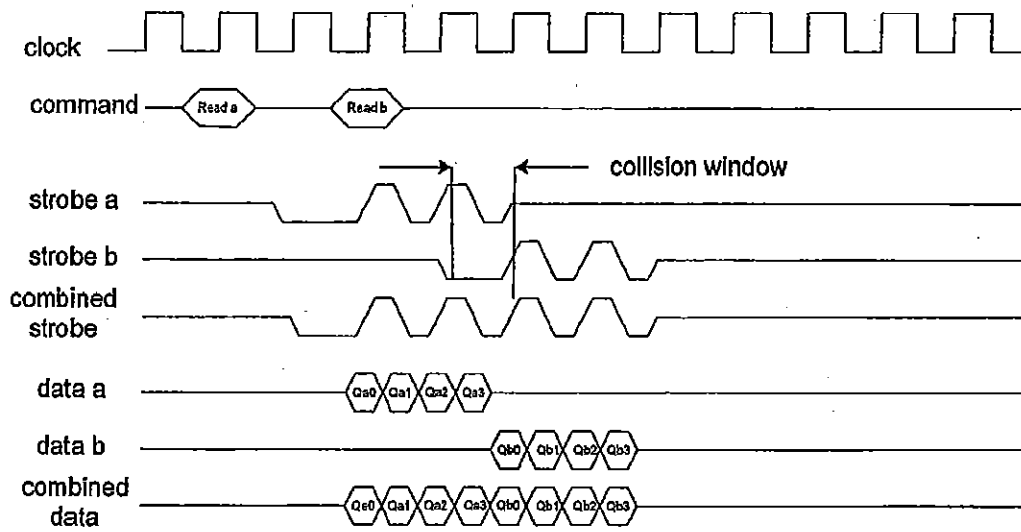 clock
command
Read a
Read b
collision window
strobe a
strobe b
combined
strobe
data a
Qa0 Qa1 Qa2 Qa3
data b
Qb0 Qb1 Qb2 Qb3
combined
data
Qa0 Qa1 Qa2 Qa3 Qb0 Qb1 Qb2 Qb3